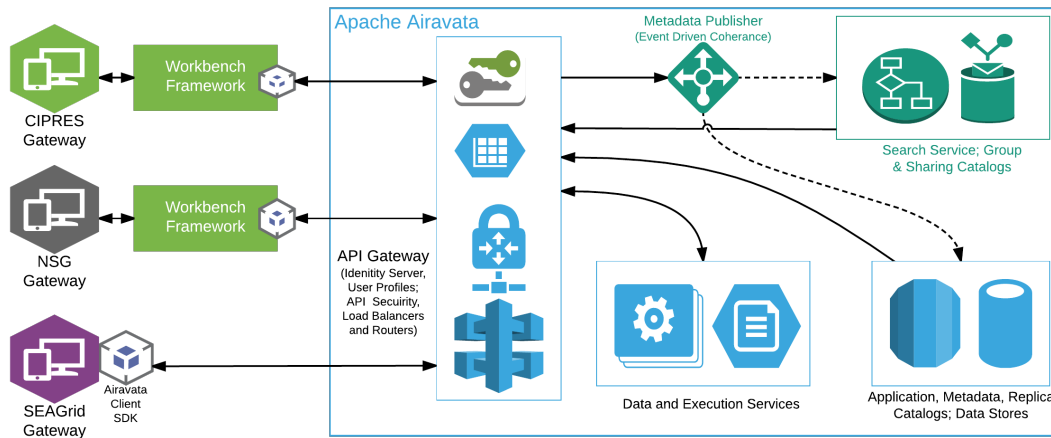 Apache Airavata
Metadata Publisher
(Event Driven Coherance)
Workbench
Framework
CIPRES
Gateway
Search Service; Group
& Sharing Catalogs
Workbench
Framework
NSG
Gateway
API Gateway
(Idenitity Server,
User Profiles;
API Secuirity,
Load Balancers
and Routers)
SEAGrid
Gateway
Airavata
Client
SDK
Data and Execution Services
Application, Metadata, Replica
Catalogs; Data Stores